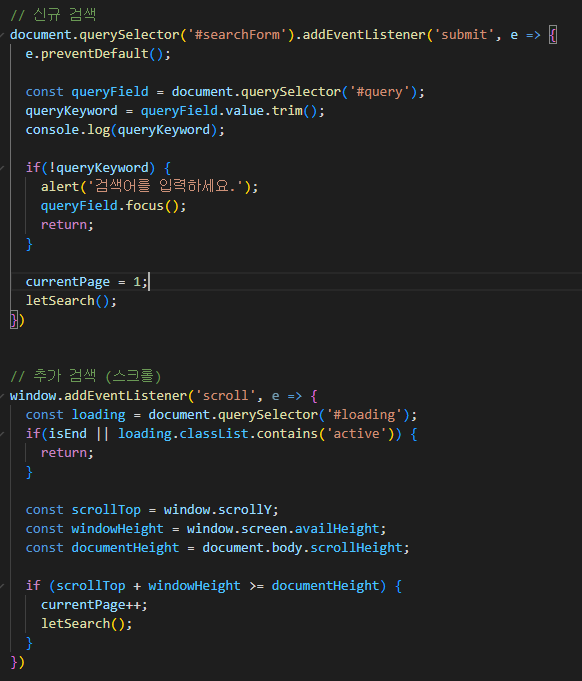 // 신규 검색
document.querySelector('#searchForm').addEventListener('submit', e => {
  e.preventDefault();

  const queryField = document.querySelector('#query');
  queryKeyword = queryField.value.trim();
  console.log(queryKeyword);

  if(!queryKeyword) {
    alert('검색어를 입력하세요.');
    queryField.focus();
    return;
  }

  currentPage = 1;
  letSearch();
})

// 추가 검색 (스크롤)
window.addEventListener('scroll', e => {
  const loading = document.querySelector('#loading');
  if(isEnd || loading.classList.contains('active')) {
    return;
  }

  const scrollTop = window.scrollY;
  const windowHeight = window.screen.availHeight;
  const documentHeight = document.body.scrollHeight;

  if (scrollTop + windowHeight >= documentHeight) {
    currentPage++;
    letSearch();
  }
})